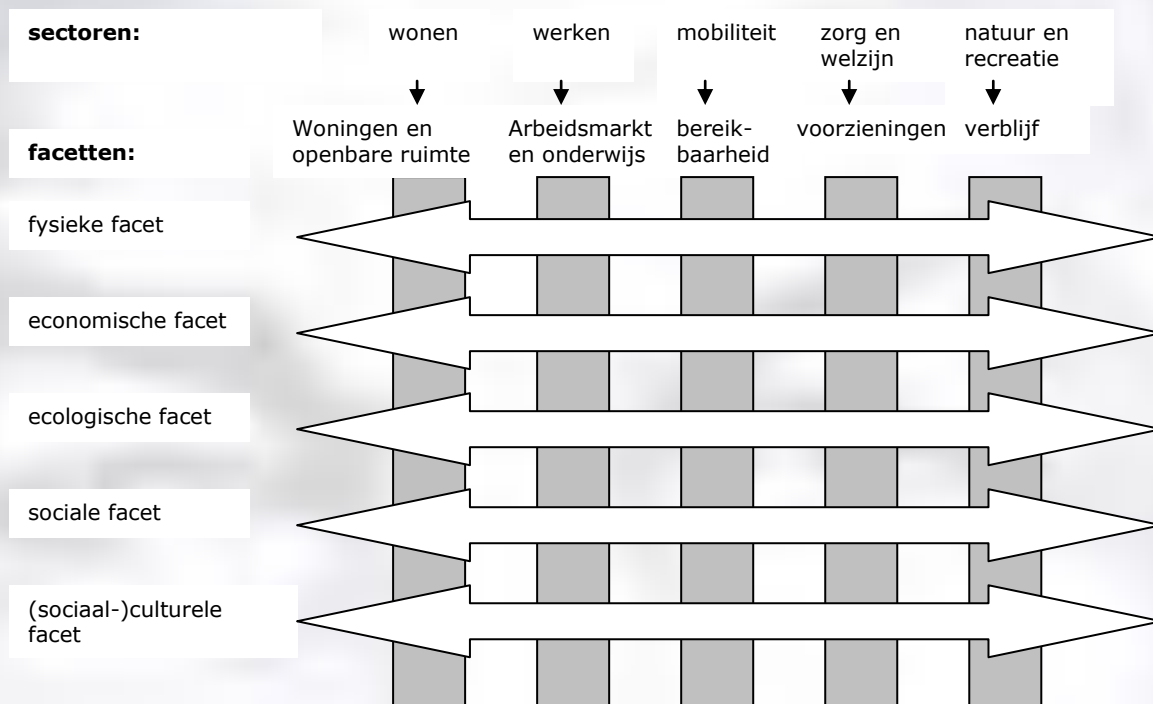 sectoren: wonen werken mobiliteit zorg en natuur en
welzijn recreatie
Woningen en Arbeidsmarkt bereik- voorzieningen verblijf
facetten: openbare ruimte en onderwijs baarheid
fysieke facet
economische facet
ecologische facet
sociale facet
(sociaal-)culturele
facet